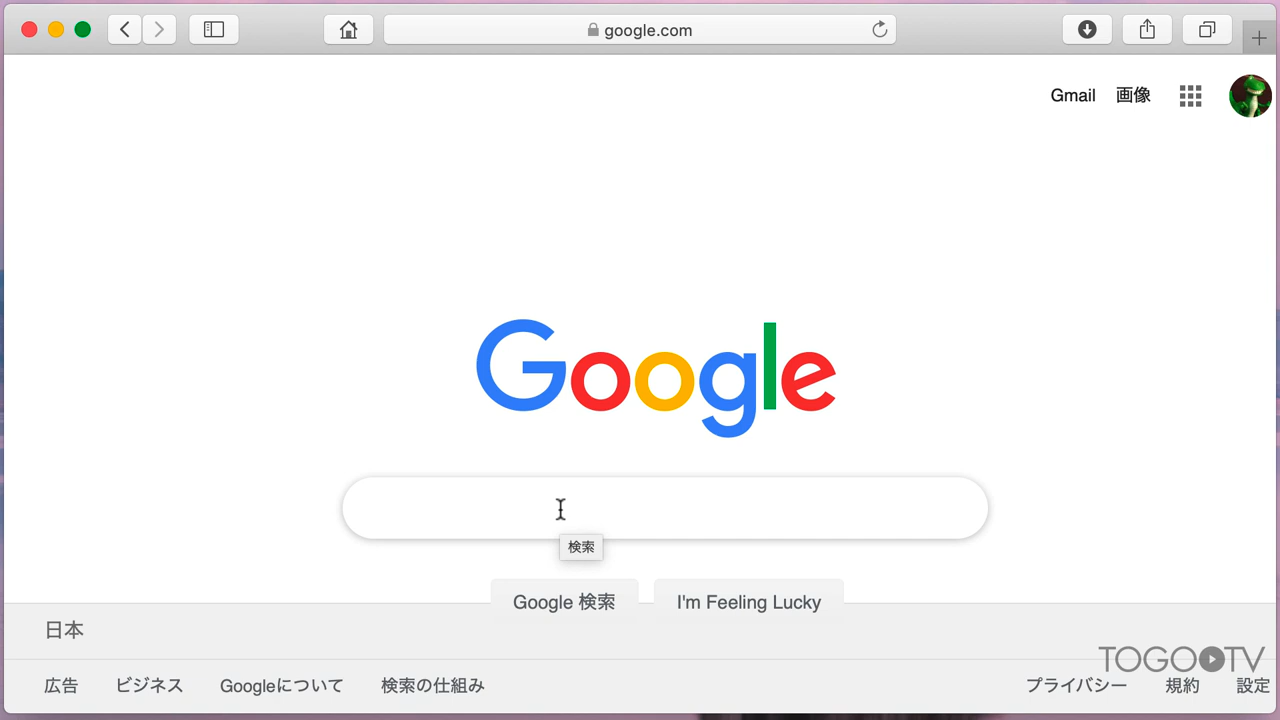 google.com
Gmail 画像
Google
検索
Google 検索 I'm Feeling Lucky
日本
TOGO TV
広告 ビジネス Googleについて 検索の仕組み プライバシー 規約 設定